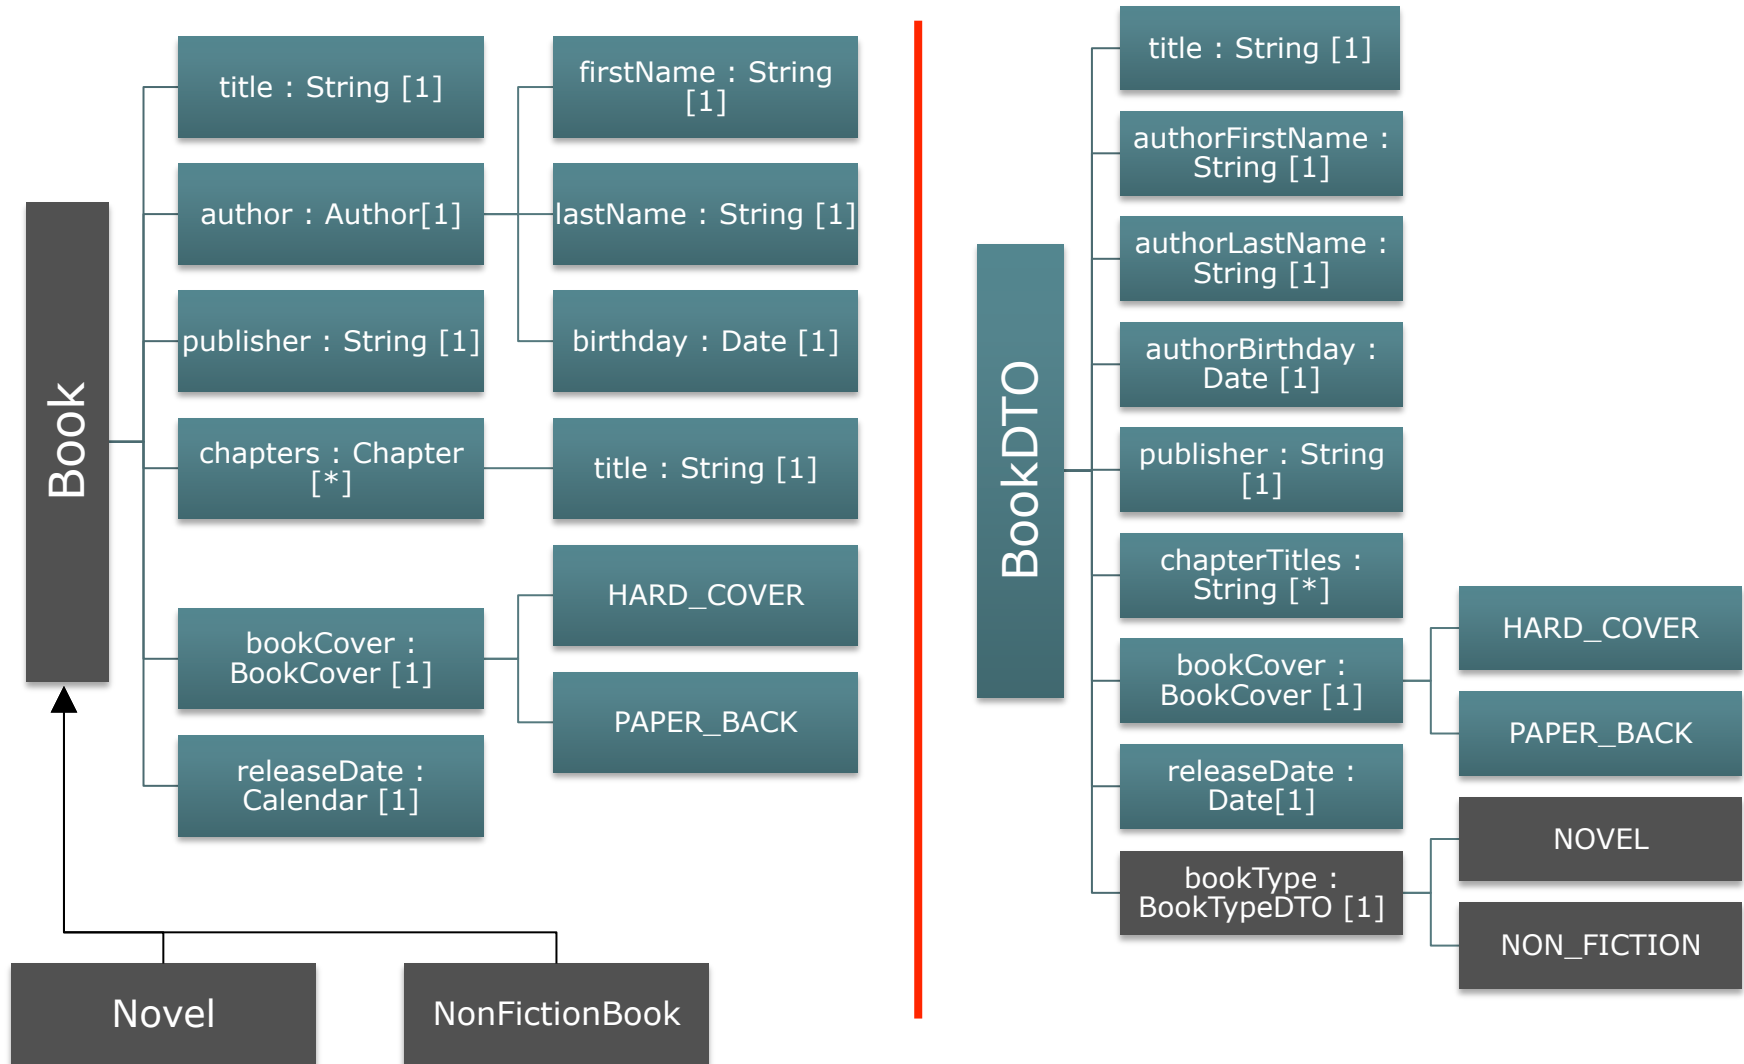 Book
title : String [1]
author : Author[1]
publisher : String [1]
chapters : Chapter
[*]
bookCover :
BookCover [1]
releaseDate :
Calendar [1]
firstName : String
[1]
lastName : String [1]
birthday : Date [1]
title : String [1]
HARD_COVER
PAPER_BACK
Novel
NonFictionBook
BookDTO
title : String [1]
authorFirstName :
String [1]
authorLastName :
String [1]
authorBirthday :
Date [1]
publisher : String
[1]
chapterTitles :
String [*]
bookCover :
BookCover [1]
releaseDate :
Date[1]
bookType :
BookTypeDTO [1]
HARD_COVER
PAPER_BACK
NOVEL
NON_FICTION